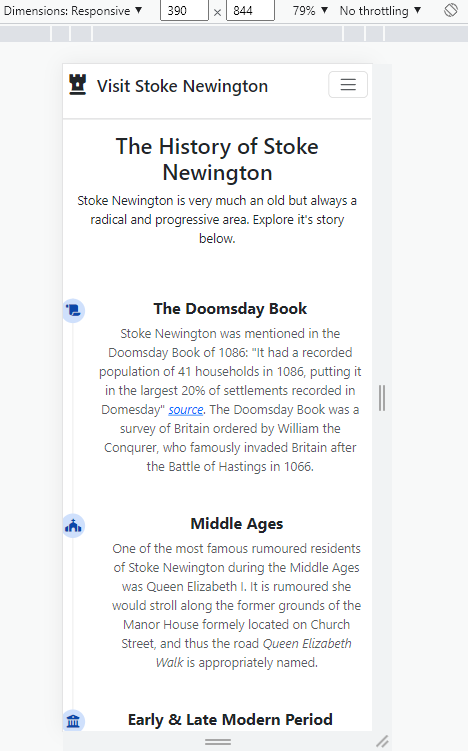 Dimensions: Responsive ▼ 390 × 844 79% ▼ No throttling ▼
Visit Stoke Newington
The History of Stoke
Newington
Stoke Newington is very much an old but always a
radical and progressive area. Explore it's story
below.
The Doomsday Book
Stoke Newington was mentioned in the
Doomsday Book of 1086: "It had a recorded
population of 41 households in 1086, putting it
in the largest 20% of settlements recorded in
Domesday" source. The Doomsday Book was a
survey of Britain ordered by William the
Conqurer, who famously invaded Britain after
the Battle of Hastings in 1066.
Middle Ages
One of the most famous rumoured residents
of Stoke Newington during the Middle Ages
was Queen Elizabeth I. It is rumoured she
would stroll along the former grounds of the
Manor House formely located on Church
Street, and thus the road Queen Elizabeth
Walk is appropriately named.
Early & Late Modern Period